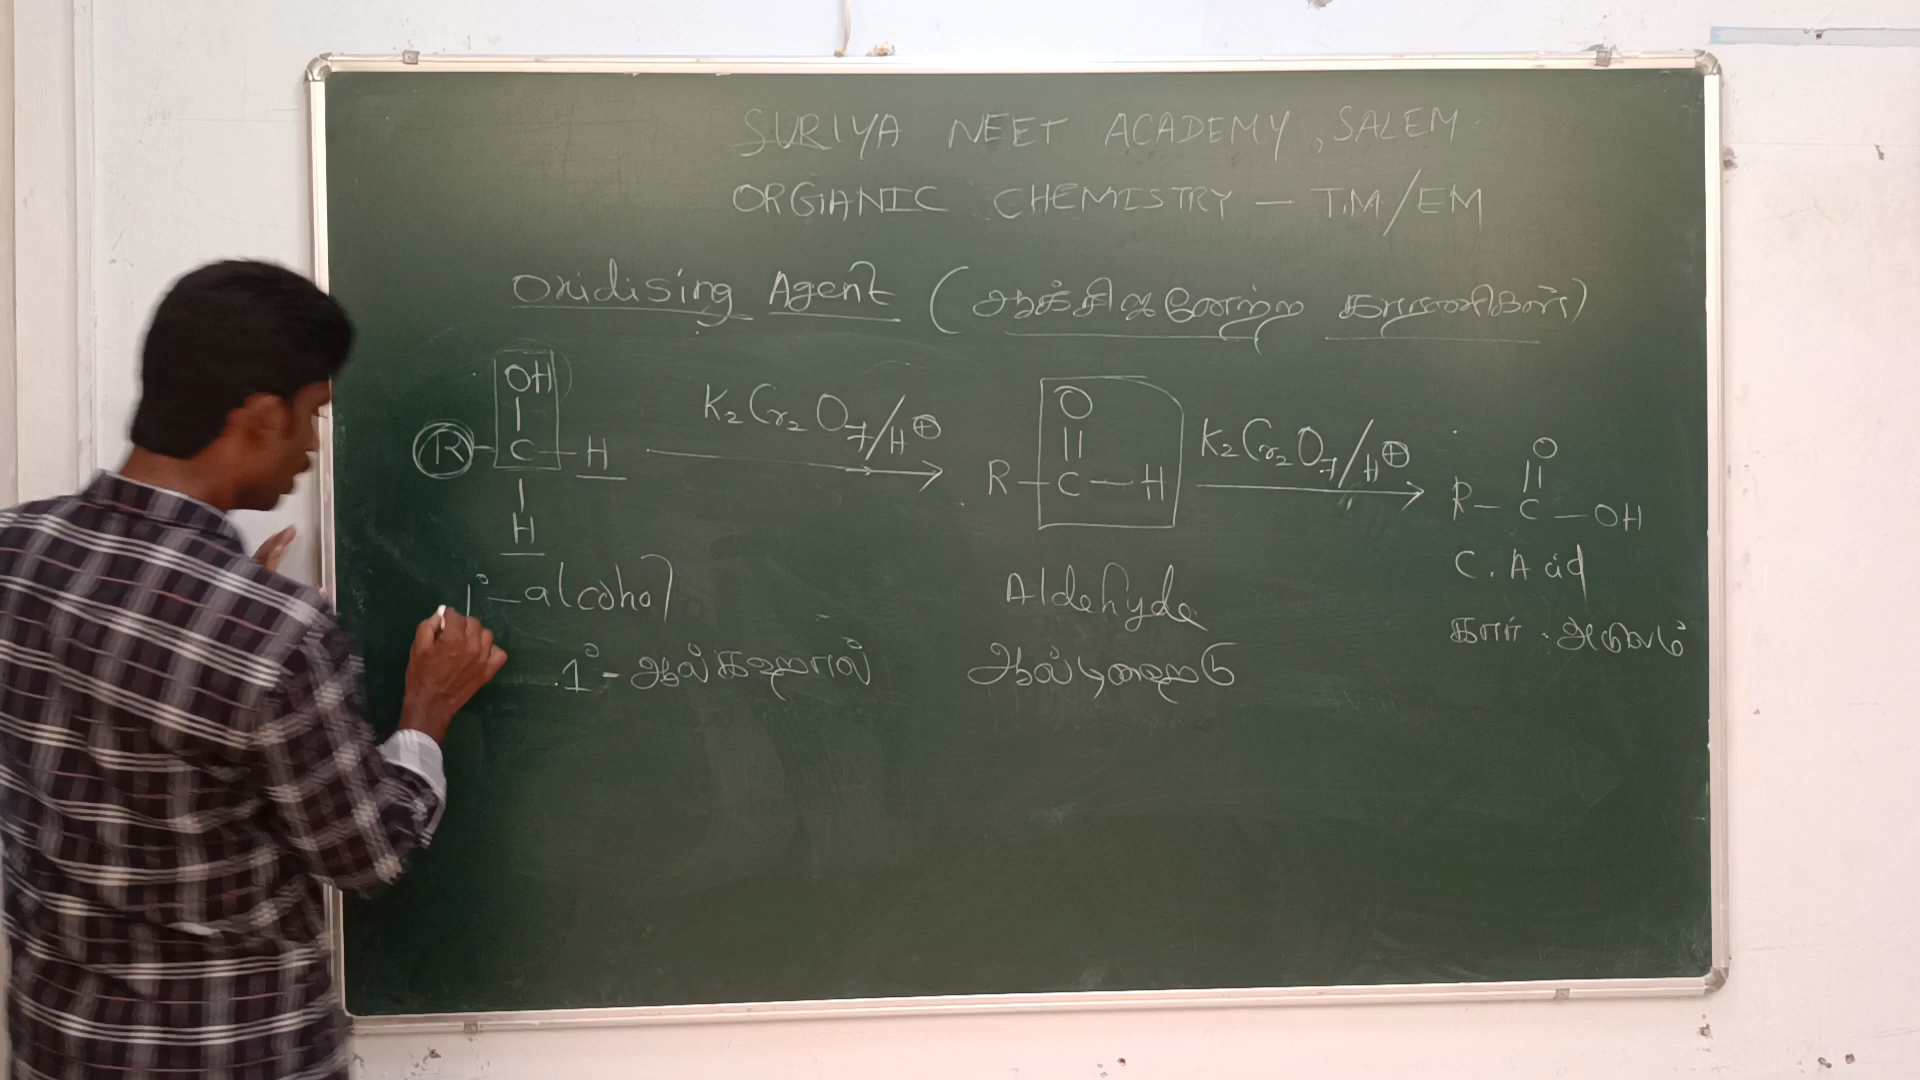 SURIYA NEET ACADEMY, SALEM.
ORGANIC CHEMISTRY – T.M/EM
Oxidising Agent (ஆக்சிஜனேற்ற காரணிகள்)
OH
R-C-H
H
K₂Cr₂O₇/H⊕
O
R-C-H
K₂Cr₂O₇/H⊕
O
R-C-OH
1°-alcohol
Aldehyde
C. Acid
1°-ஆல்கஹால்
ஆல்டிஹைடு
கார். அமிலம்